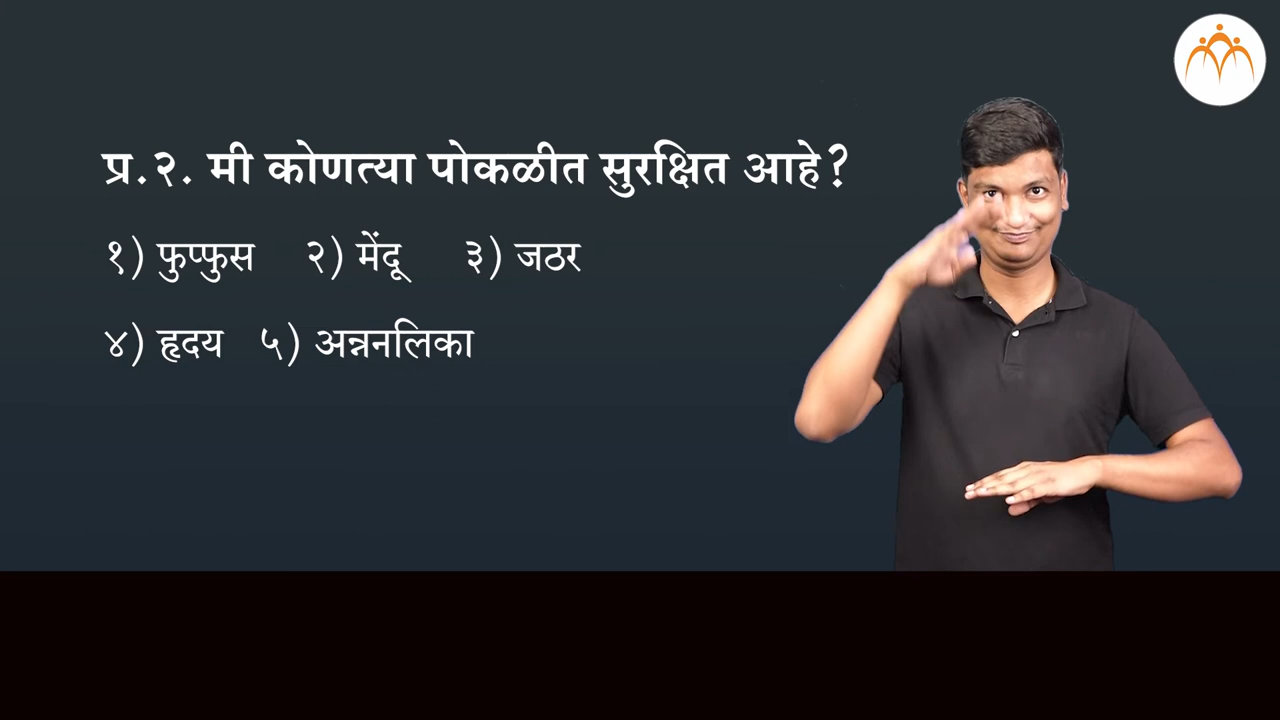 प्र.२. मी कोणत्या पोकळीत सुरक्षित आहे?
१) फुप्फुस २) मेंदू ३) जठर
४) हृदय ५) अन्ननलिका